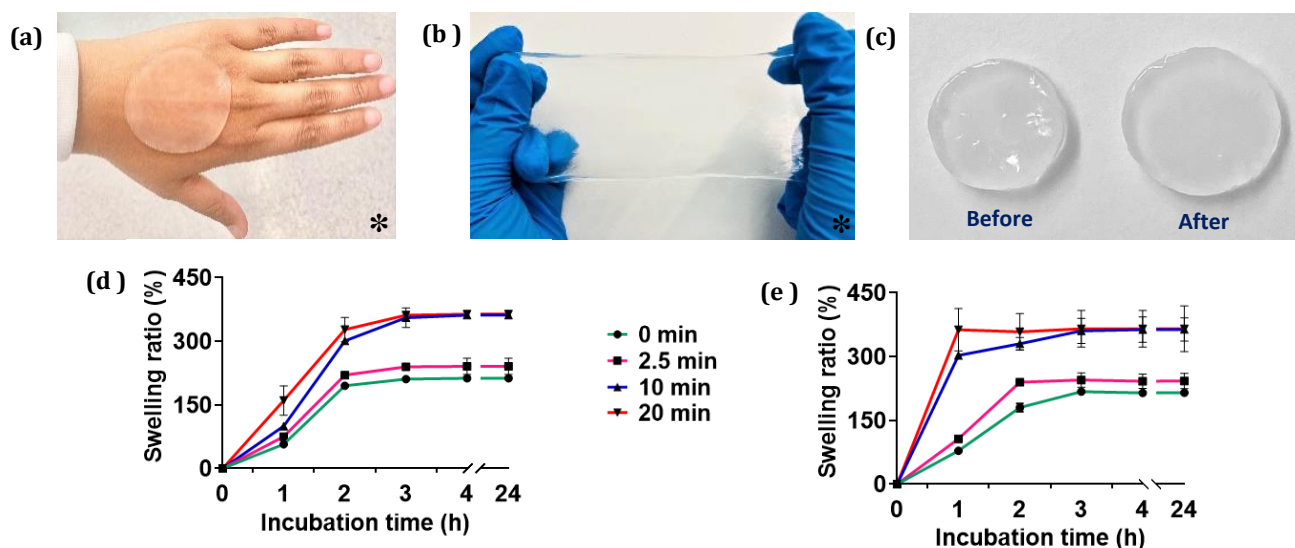 (a)
*
(b )
*
(c)
Before
After
(d )
Swelling ratio (%)
450
300
150
0
0 1 2 3 4 24
Incubation time (h)
0 min
2.5 min
10 min
20 min
(e )
Swelling ratio (%)
450
300
150
0
0 1 2 3 4 24
Incubation time (h)